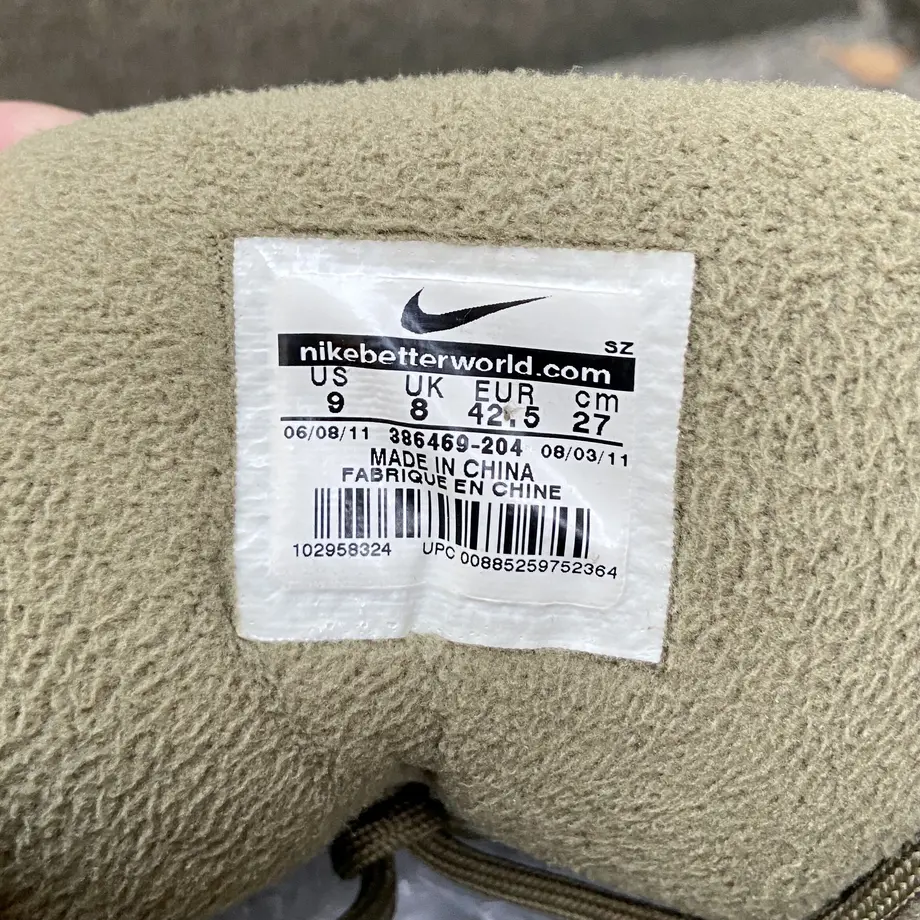 SZ
nikebetterworld.com
US UK EUR cm
9 8 42.5 27
06/08/11 386469-204 08/03/11
MADE IN CHINA
FABRIQUE EN CHINE
102958324 UPC 00885259752364